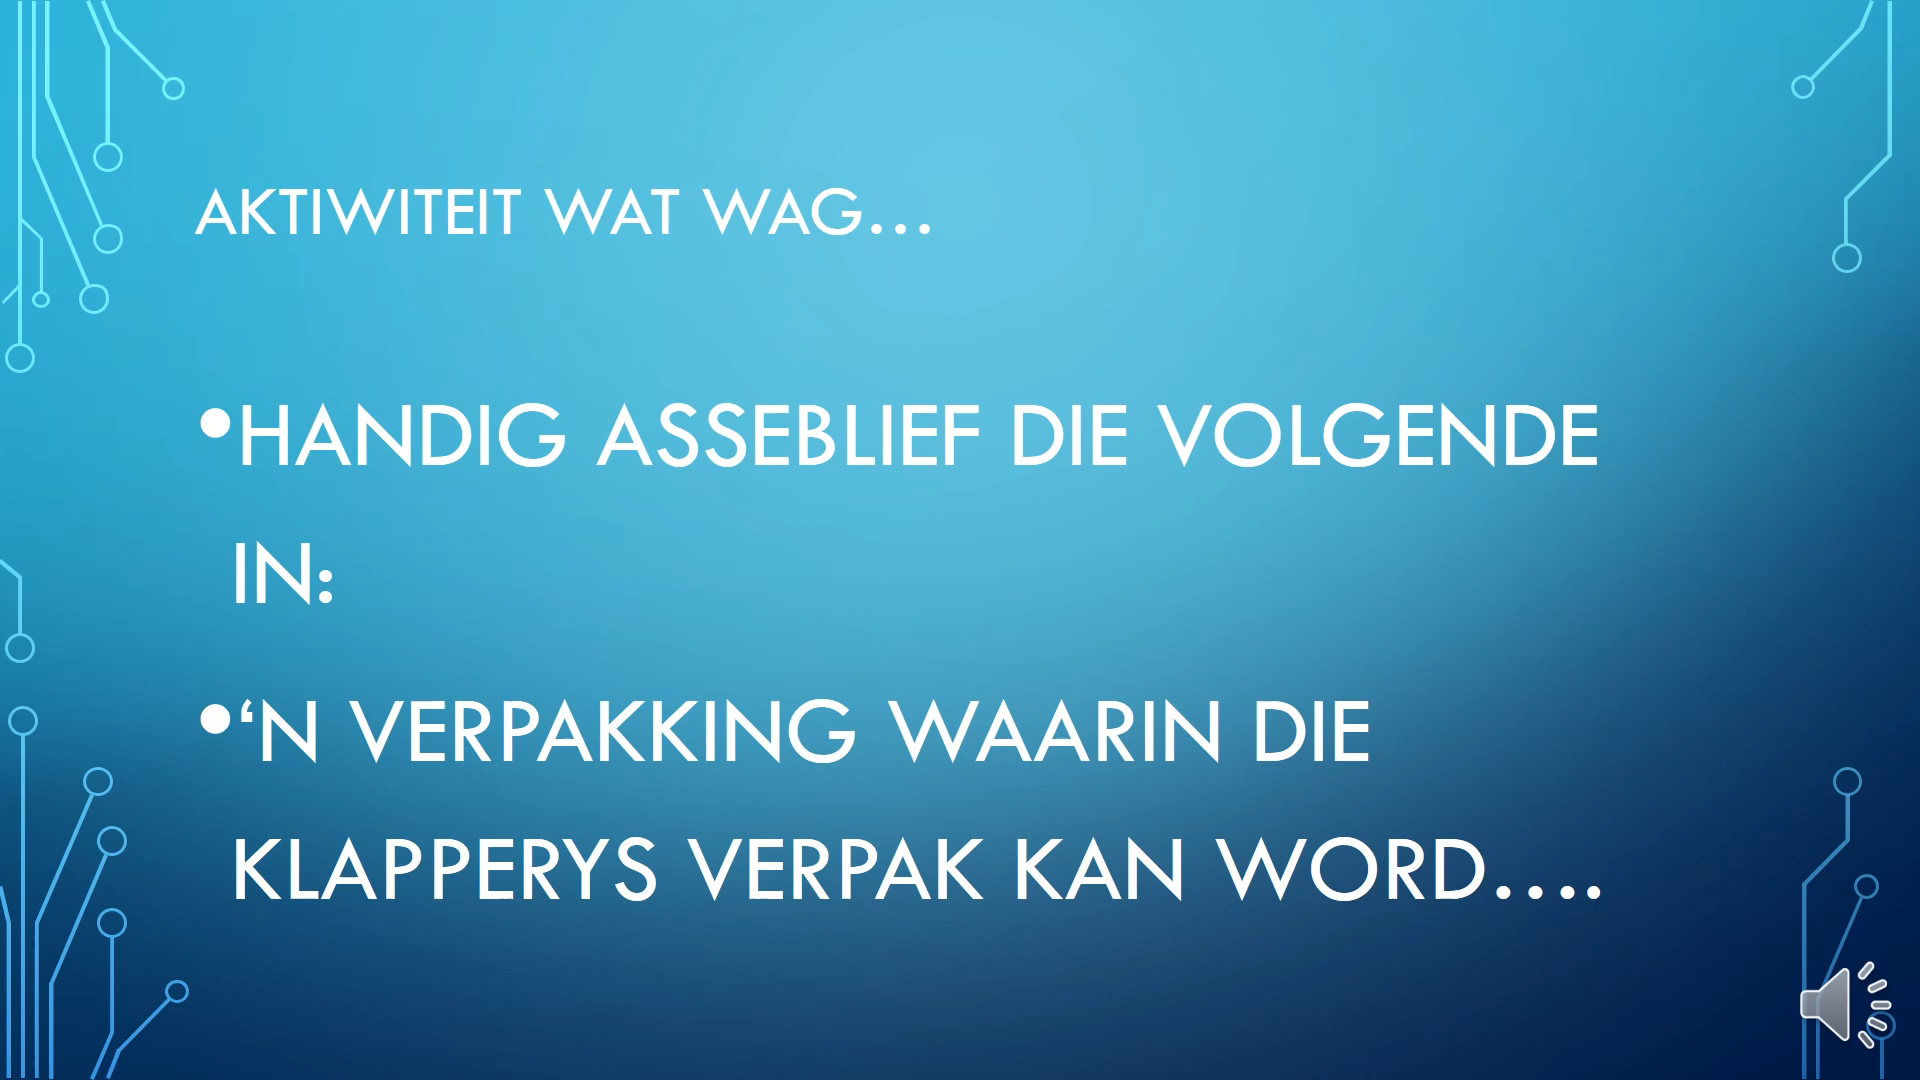 AKTIWITEIT WAT WAG…
•HANDIG ASSEBLIEF DIE VOLGENDE
IN:
•‘N VERPAKKING WAARIN DIE
KLAPPERYS VERPAK KAN WORD….